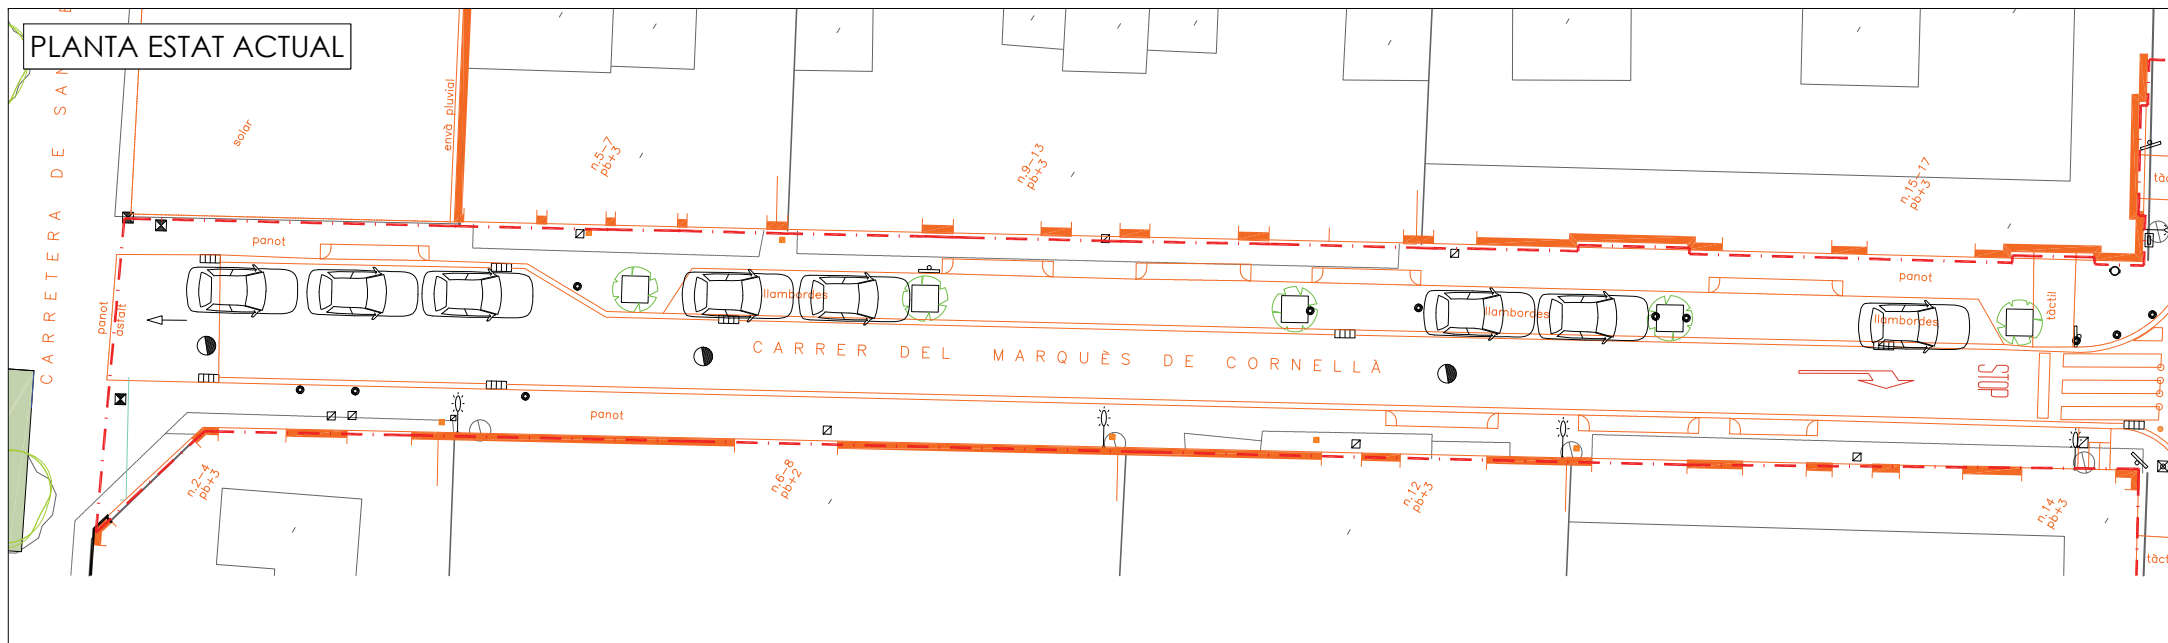 PLANTA ESTAT ACTUAL
CARRETERA DE SAN
solar
envà pluvial
n.5-7
pb+3
n.9-13
pb+3
n.15-17
pb+3
panot
panot
panot
asfalt
llambordes
llambordes
llambordes
tàctil
CARRER DEL MARQUÈS DE CORNELLÀ
STOP
panot
n.2-4
pb+3
n.6-8
pb+2
n.12
pb+3
n.14
pb+3